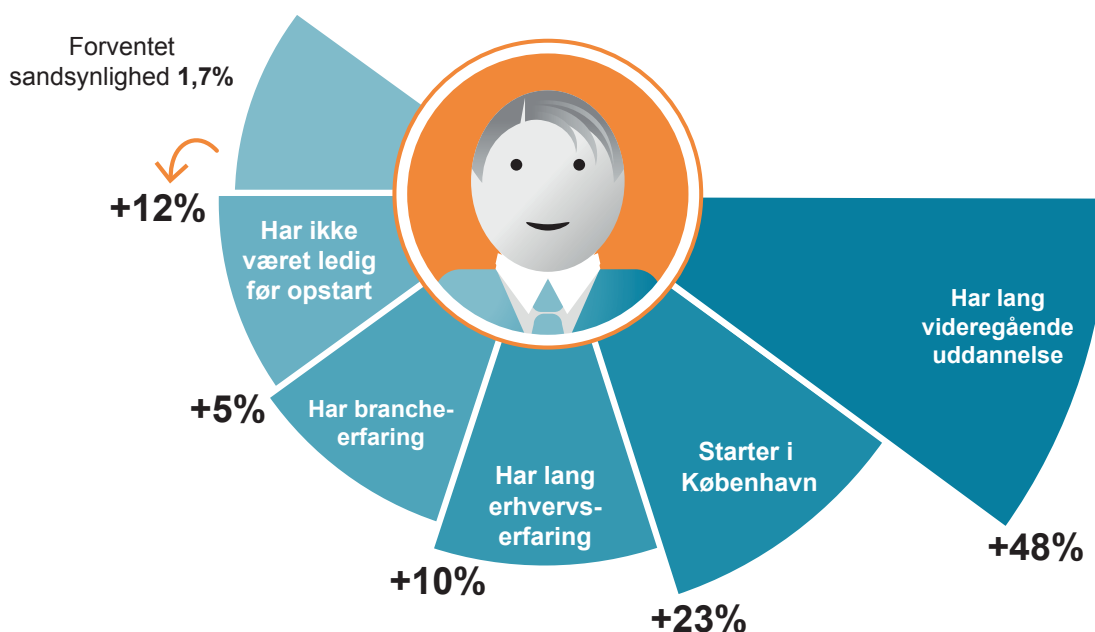 Forventet
sandsynlighed 1,7%
+12%
Har ikke
været ledig
før opstart
+5%
Har branche-
erfaring
+10%
Har lang
erhvervs-
erfaring
+23%
Starter i
København
+48%
Har lang
videregående
uddannelse